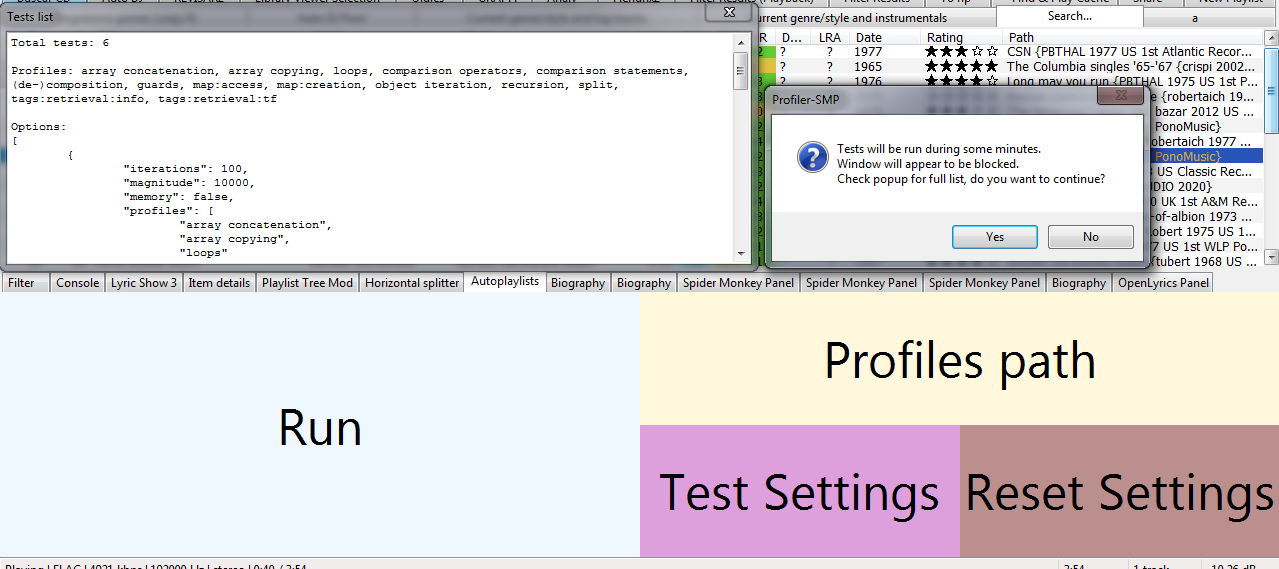 Tests list
Total tests: 6
Profiles: array concatenation, array copying, loops, comparison operators, comparison statements,
(de-)composition, guards, map:access, map:creation, object iteration, recursion, split,
tags:retrieval:info, tags:retrieval:tf
Options:
[
{
"iterations": 100,
"magnitude": 10000,
"memory": false,
"profiles": [
"array concatenation",
"array copying",
"loops"
urrent genre/style and instrumentals
Search...
a
R D... LRA Date Rating Path
2 ? ? 1977 ★★★☆☆ CSN {PBTHAL 1977 US 1st Atlantic Recor...
? ? 1965 ★★★★★ The Columbia singles '65-'67 {crispi 2002...
? ? 1976 ★★★★☆ Long may you run {PBTHAL 1975 US 1st P...
{robertaich 19...
bazar 2012 US ...
PonoMusic}
obertaich 1977 ...
PonoMusic}
US Classic Rec...
DIO 2020}
UK 1st A&M Re...
-of-albion 1973 ...
obert 1975 US 1...
7 US 1st WLP Po...
tubert 1968 US ...
Profiler-SMP
Tests will be run during some minutes.
Window will appear to be blocked.
Check popup for full list, do you want to continue?
Yes No
Filter Console Lyric Show 3 Item details Playlist Tree Mod Horizontal splitter Autoplaylists Biography Biography Spider Monkey Panel Spider Monkey Panel Spider Monkey Panel Biography OpenLyrics Panel
Run
Profiles path
Test Settings
Reset Settings